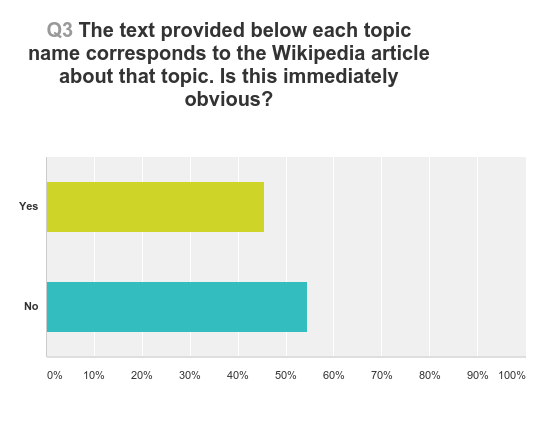 Q3 The text provided below each topic
name corresponds to the Wikipedia article
about that topic. Is this immediately
obvious?
Yes
No
0% 10% 20% 30% 40% 50% 60% 70% 80% 90% 100%